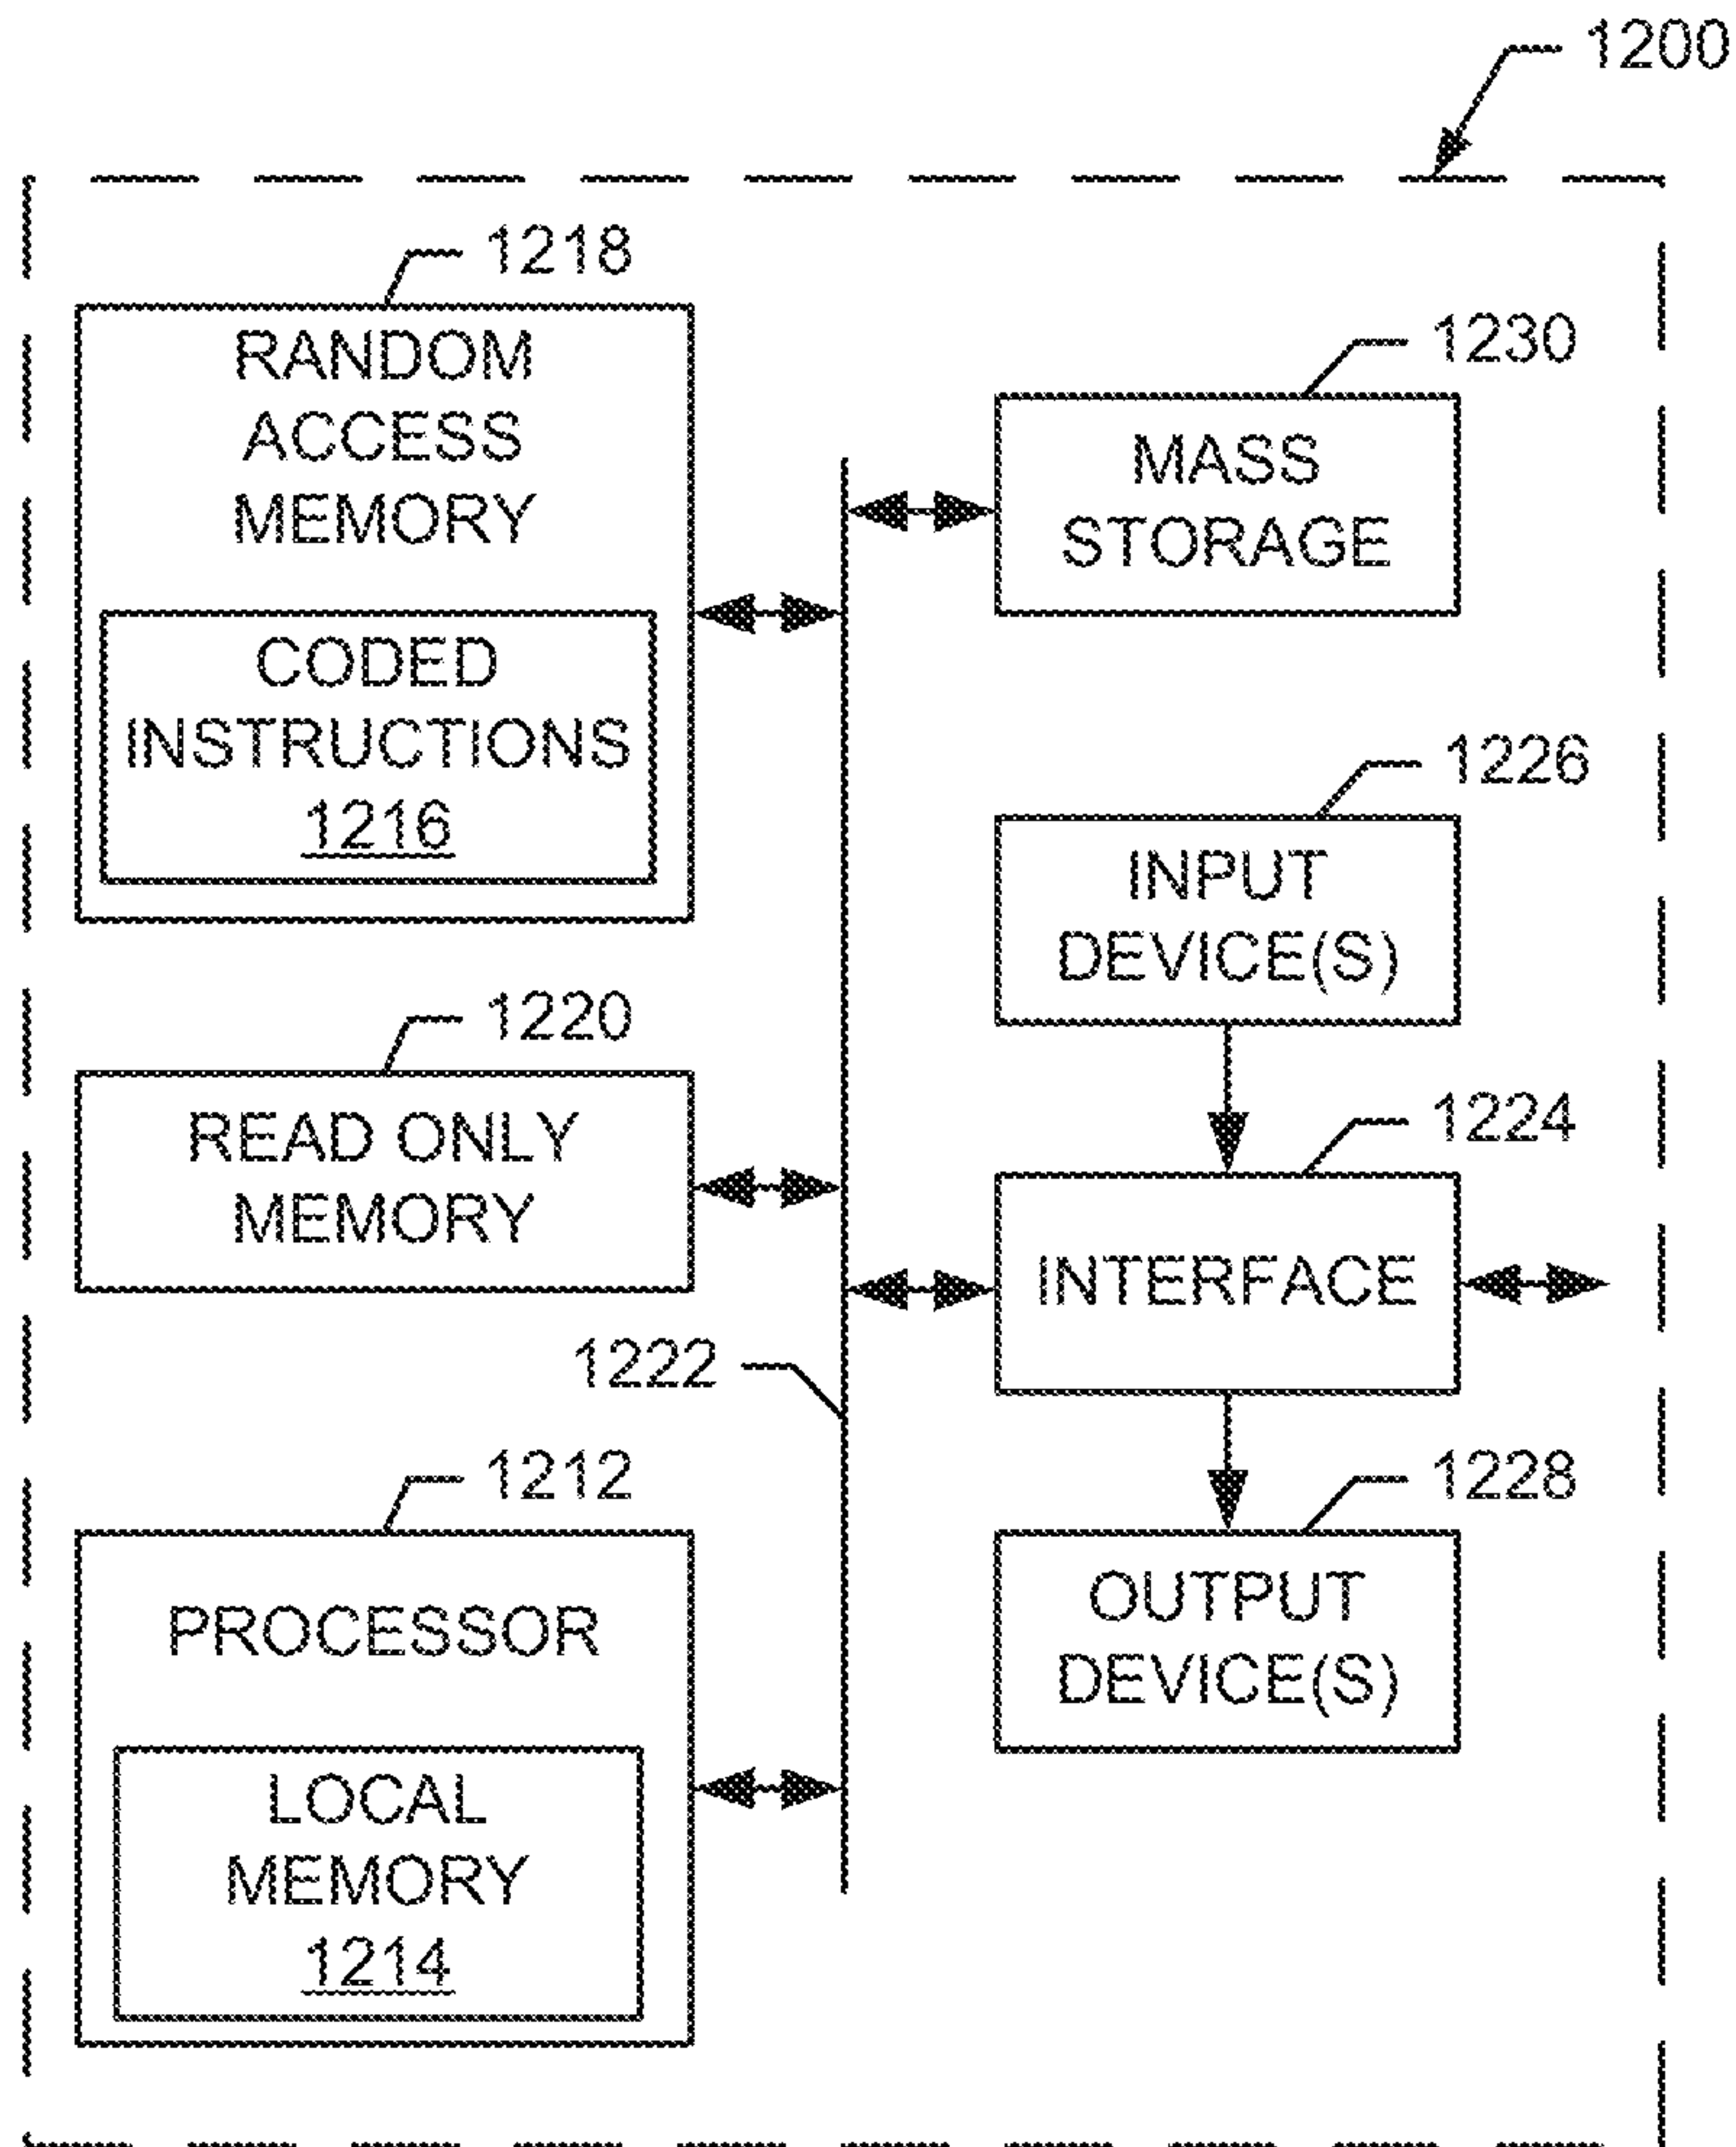 1200
1218
RANDOM
ACCESS
MEMORY
CODED
INSTRUCTIONS
1216
1230
MASS
STORAGE
1226
INPUT
DEVICE(S)
1220
READ ONLY
MEMORY
1224
INTERFACE
1222
1212
PROCESSOR
LOCAL
MEMORY
1214
1228
OUTPUT
DEVICE(S)